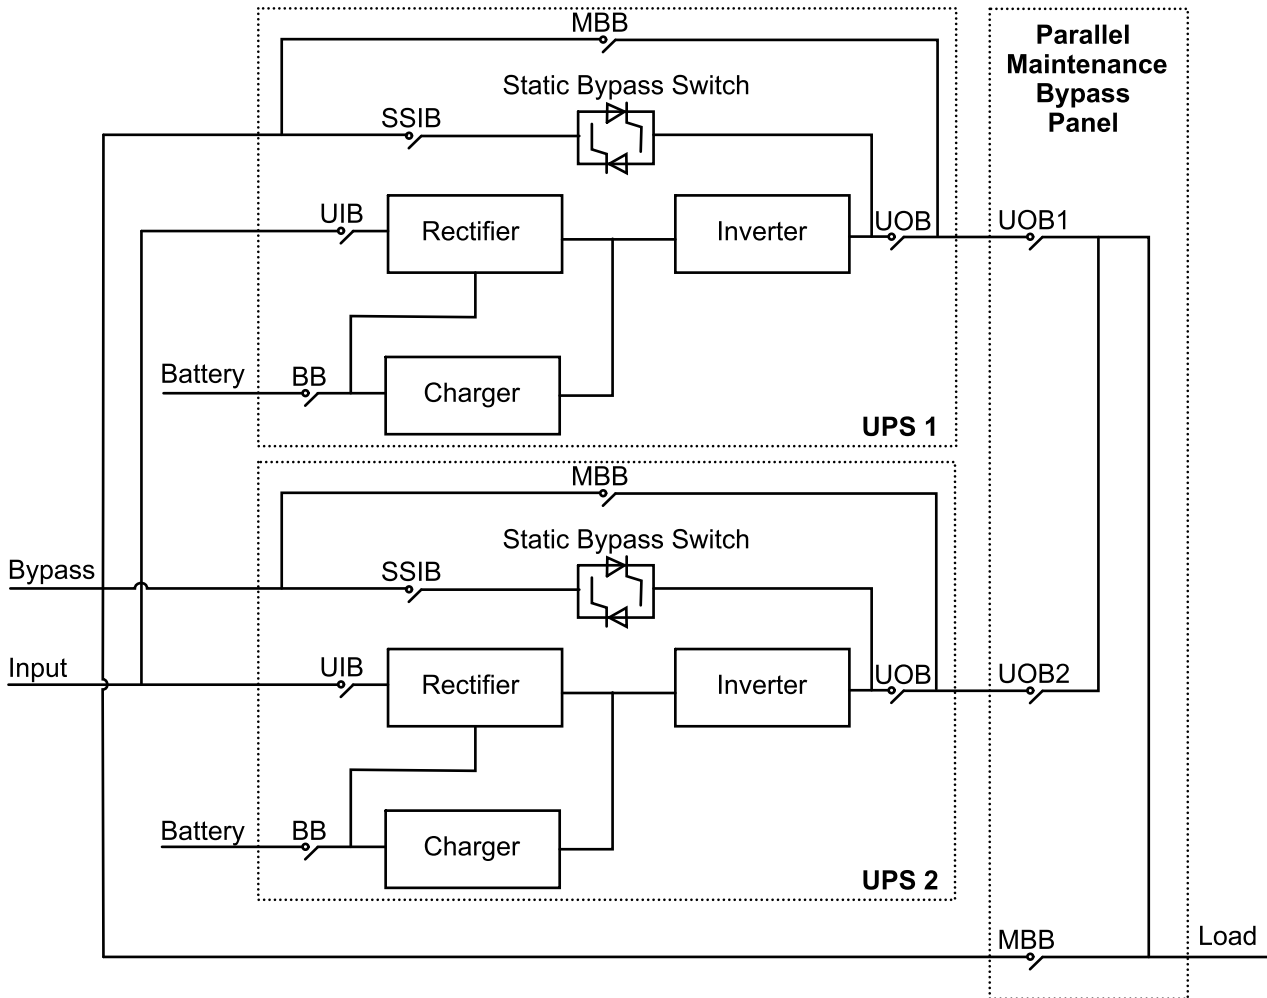 MBB
Parallel
Maintenance
Bypass
Panel
Static Bypass Switch
SSIB
UIB
Rectifier
Inverter
UOB
UOB1
Battery
BB
Charger
UPS 1
MBB
Static Bypass Switch
Bypass
SSIB
Input
UIB
Rectifier
Inverter
UOB
UOB2
Battery
BB
Charger
UPS 2
MBB
Load